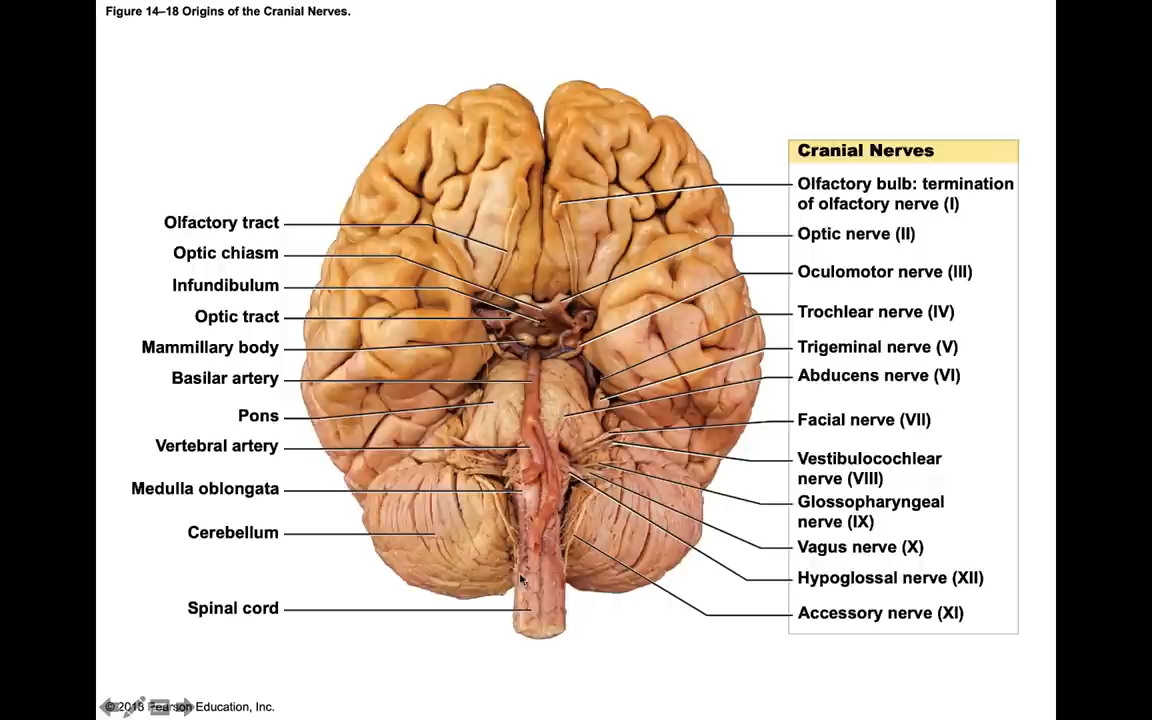 Figure 14–18 Origins of the Cranial Nerves.
Olfactory tract
Optic chiasm
Infundibulum
Optic tract
Mammillary body
Basilar artery
Pons
Vertebral artery
Medulla oblongata
Cerebellum
Spinal cord
Cranial Nerves
Olfactory bulb: termination
of olfactory nerve (I)
Optic nerve (II)
Oculomotor nerve (III)
Trochlear nerve (IV)
Trigeminal nerve (V)
Abducens nerve (VI)
Facial nerve (VII)
Vestibulocochlear
nerve (VIII)
Glossopharyngeal
nerve (IX)
Vagus nerve (X)
Hypoglossal nerve (XII)
Accessory nerve (XI)
© 2018 Pearson Education, Inc.